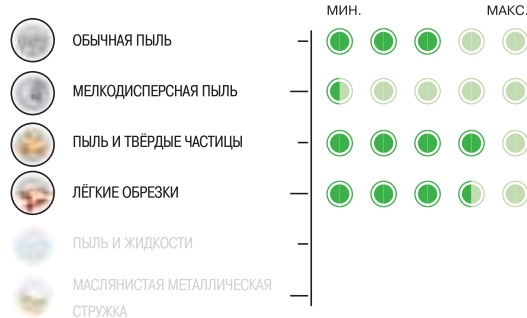 МИН. МАКС.
ОБЫЧНАЯ ПЫЛЬ
МЕЛКОДИСПЕРСНАЯ ПЫЛЬ
ПЫЛЬ И ТВЁРДЫЕ ЧАСТИЦЫ
ЛЁГКИЕ ОБРЕЗКИ
ПЫЛЬ И ЖИДКОСТИ
МАСЛЯНИСТАЯ МЕТАЛЛИЧЕСКАЯ
СТРУЖКА